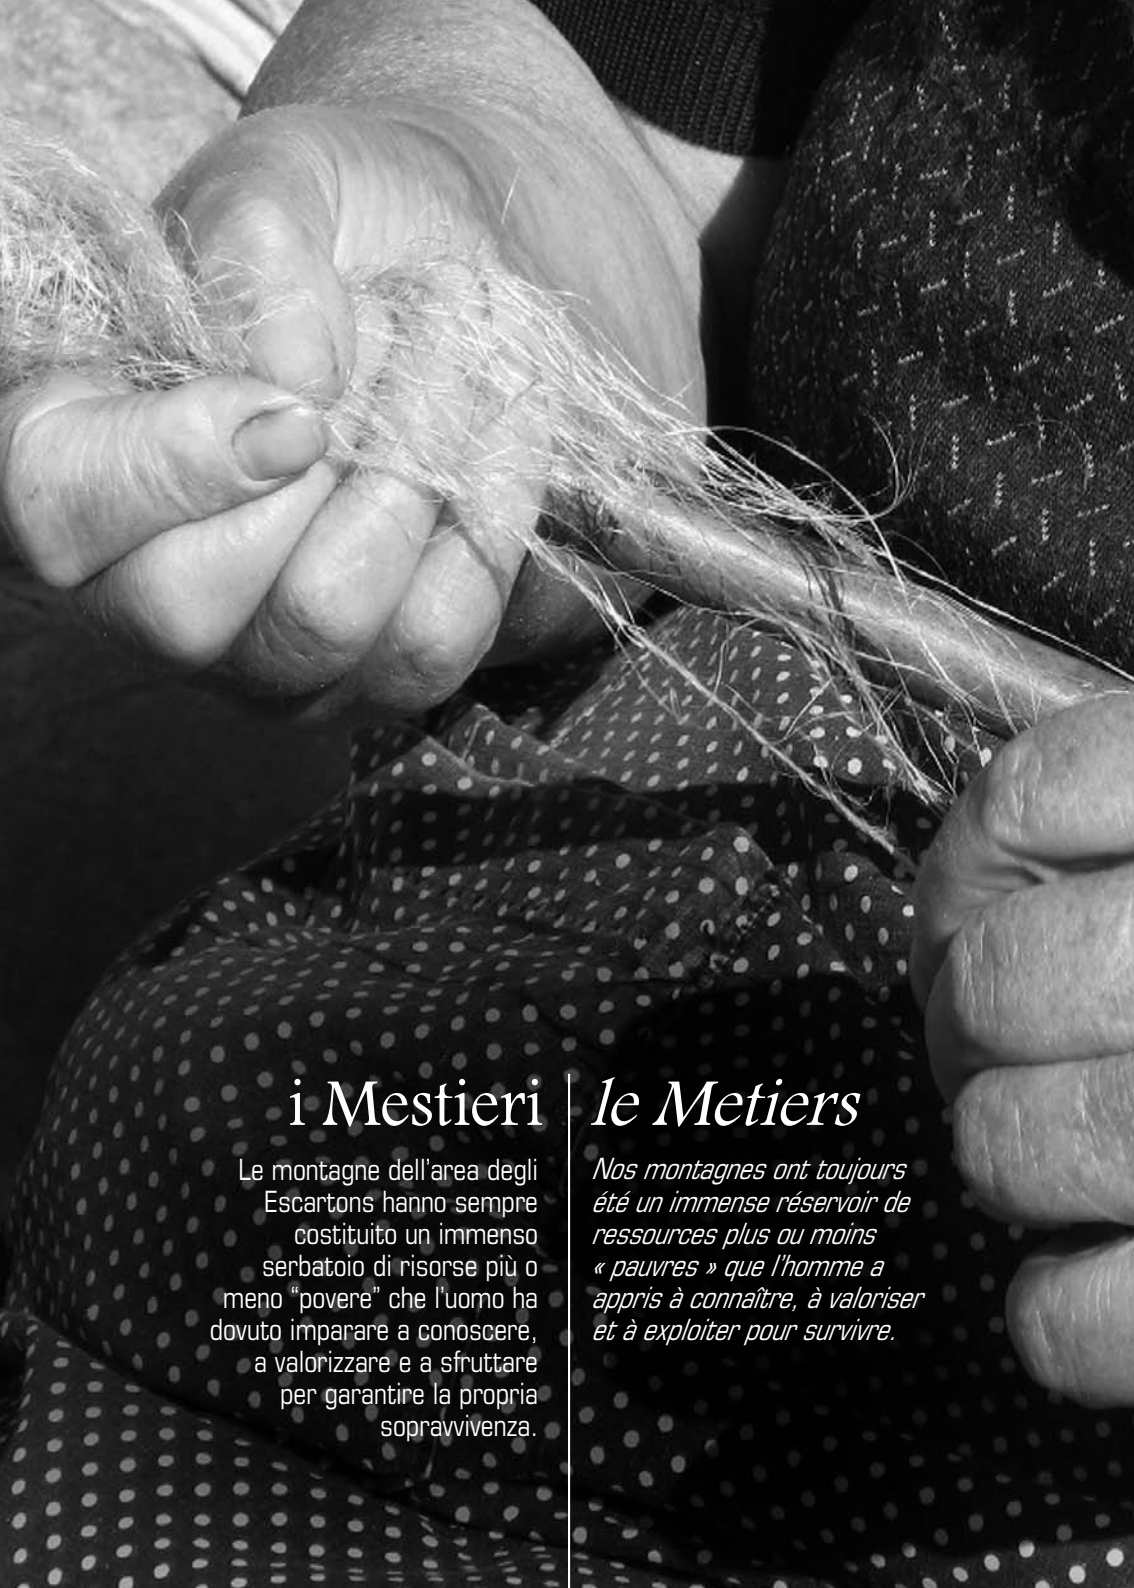 i Mestieri
Le montagne dell'area degli
Escartons hanno sempre
costituito un immenso
serbatoio di risorse più o
meno “povere” che l'uomo ha
dovuto imparare a conoscere,
a valorizzare e a sfruttare
per garantire la propria
sopravvivenza.
le Metiers
Nos montagnes ont toujours
été un immense réservoir de
ressources plus ou moins
« pauvres » que l'homme a
appris à connaître, à valoriser
et à exploiter pour survivre.